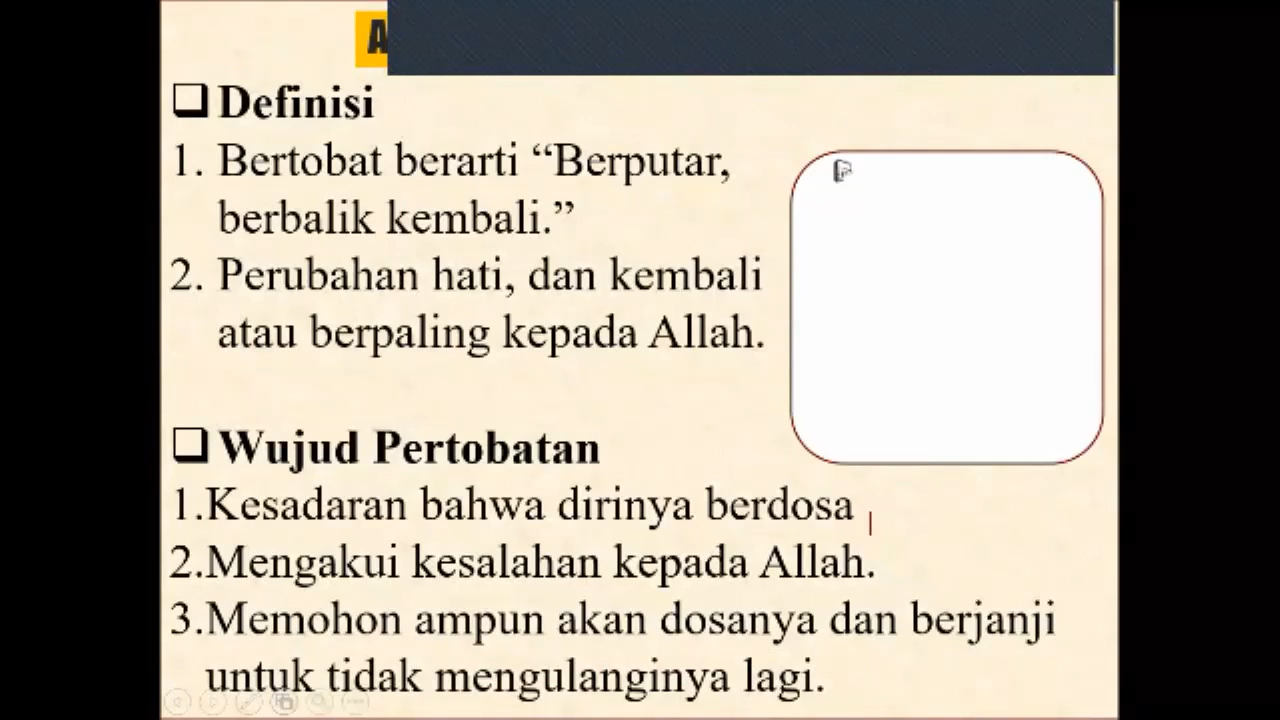 A
Definisi
1. Bertobat berarti “Berputar,
berbalik kembali.”
2. Perubahan hati, dan kembali
atau berpaling kepada Allah.
Wujud Pertobatan
1.Kesadaran bahwa dirinya berdosa
2.Mengakui kesalahan kepada Allah.
3.Memohon ampun akan dosanya dan berjanji
untuk tidak mengulanginya lagi.